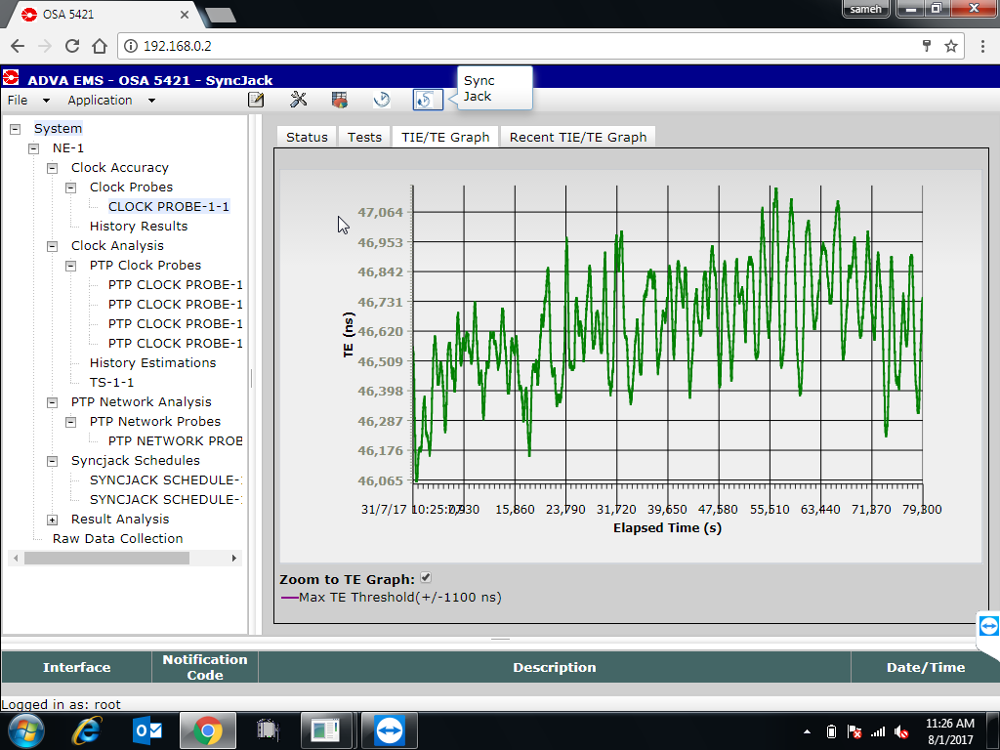 OSA 5421
sameh
192.168.0.2
ADVA EMS - OSA 5421 - SyncJack
Sync
Jack
File
Application
System
NE-1
Clock Accuracy
Clock Probes
CLOCK PROBE-1-1
History Results
Clock Analysis
PTP Clock Probes
PTP CLOCK PROBE-1
PTP CLOCK PROBE-1
PTP CLOCK PROBE-1
PTP CLOCK PROBE-1
History Estimations
TS-1-1
PTP Network Analysis
PTP Network Probes
PTP NETWORK PROB
Syncjack Schedules
SYNCJACK SCHEDULE-
SYNCJACK SCHEDULE-
Result Analysis
Raw Data Collection
Status Tests TIE/TE Graph Recent TIE/TE Graph
47,064
46,953
46,842
46,731
46,620
46,509
46,398
46,287
46,176
46,065
TE (ns)
31/7/17 10:25:07 7,930 15,860 23,790 31,720 39,650 47,580 55,510 63,440 71,370 79,300
Elapsed Time (s)
Zoom to TE Graph:
Max TE Threshold(+/-1100 ns)
Interface Notification Code Description Date/Time
Logged in as: root
11:26 AM
8/1/2017